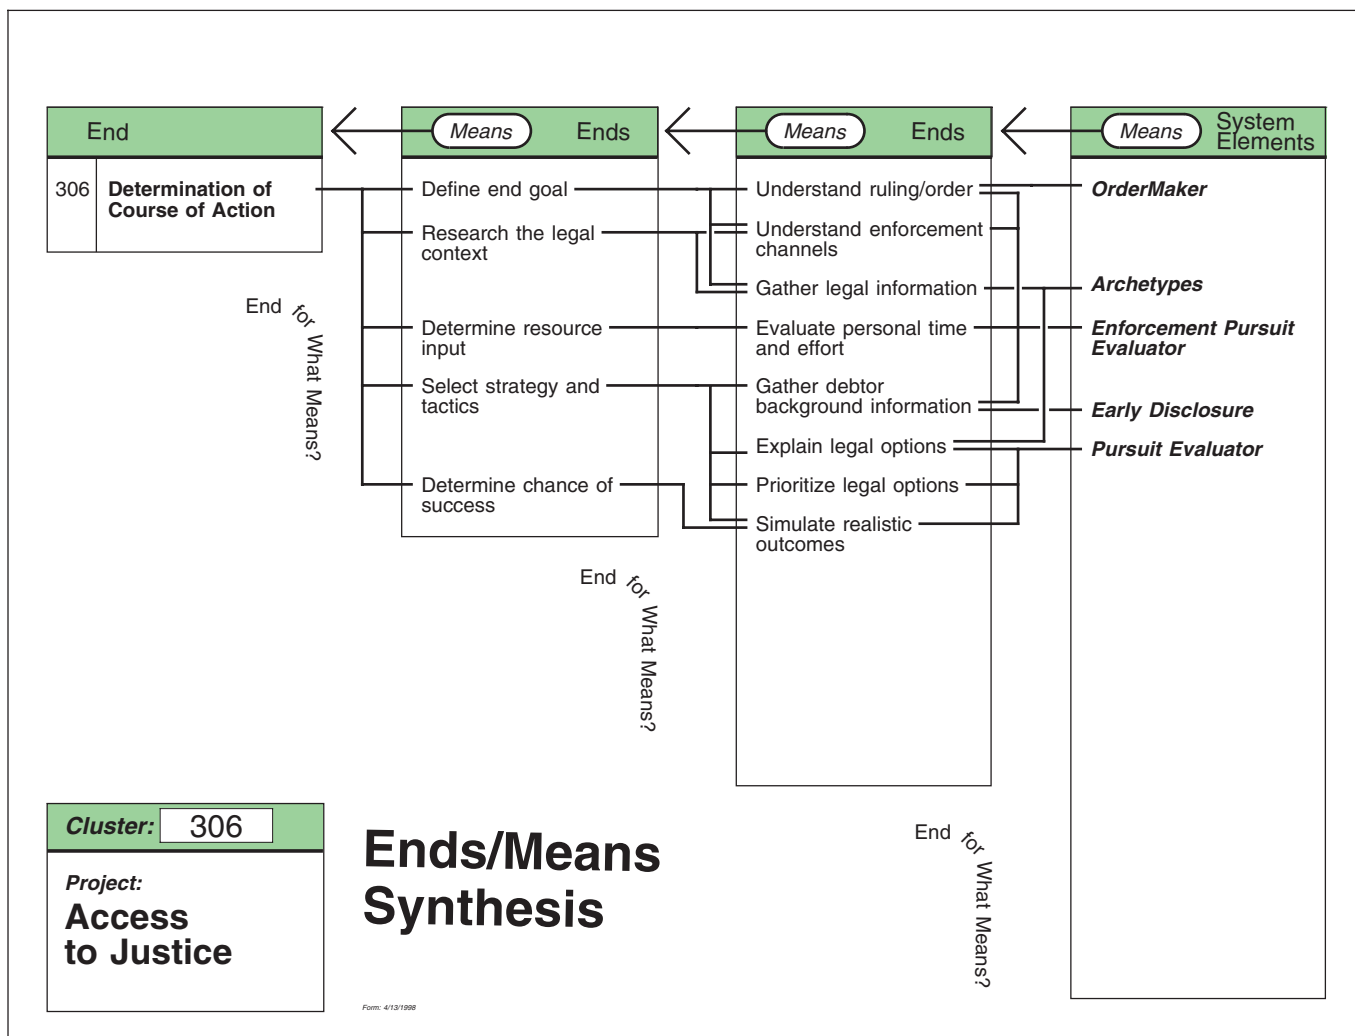 End
Means
Ends
Means
Ends
Means
System
Elements
306
Determination of
Course of Action
Define end goal
Research the legal
context
Determine resource
input
Select strategy and
tactics
Determine chance of
success
Understand ruling/order
Understand enforcement
channels
Gather legal information
Evaluate personal time
and effort
Gather debtor
background information
Explain legal options
Prioritize legal options
Simulate realistic
outcomes
OrderMaker
Archetypes
Enforcement Pursuit
Evaluator
Early Disclosure
Pursuit Evaluator
End for What Means?
End for What Means?
End for What Means?
Cluster: 306
Project:
Access
to Justice
Ends/Means
Synthesis
Form: 4/13/1998